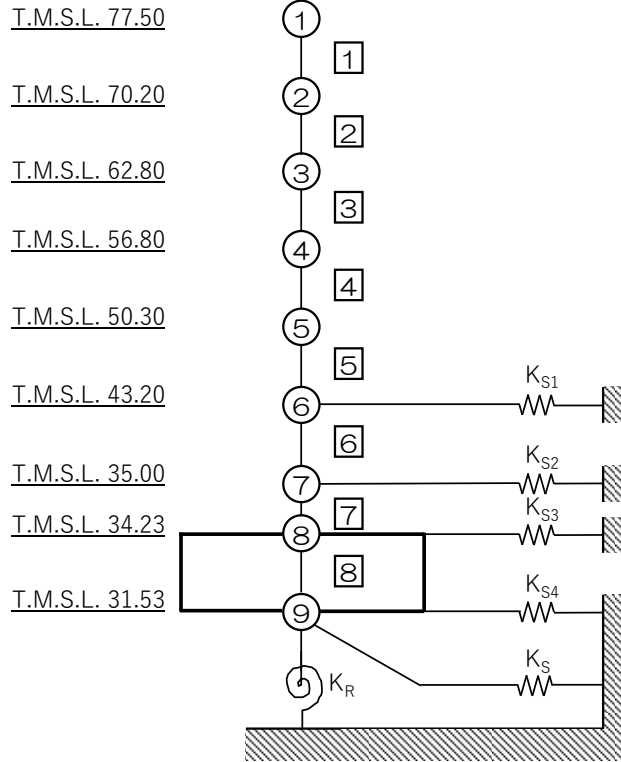 T.M.S.L. 77.50 1
1
T.M.S.L. 70.20 2
2
T.M.S.L. 62.80 3
3
T.M.S.L. 56.80 4
4
T.M.S.L. 50.30 5
5 KS1
T.M.S.L. 43.20 6
6 KS2
T.M.S.L. 35.00 7
7 KS3
T.M.S.L. 34.23 8
8 KS4
T.M.S.L. 31.53 9
KS
KR